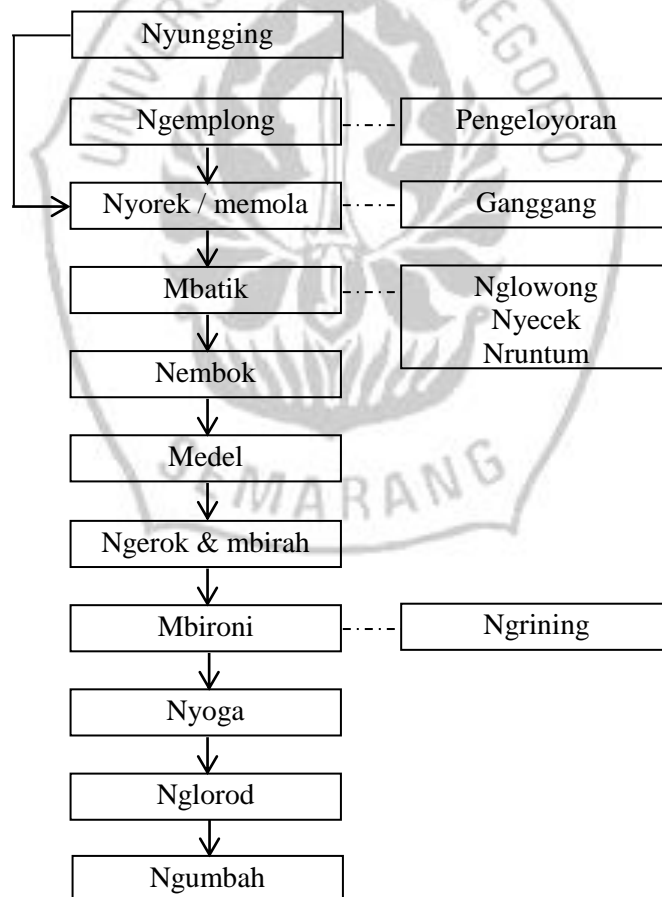 Nyungging
Ngemplong
Pengeloyoran
Nyorek / memola
Ganggang
Mbatik
Nglowong
Nyecek
Nruntum
Nembok
Medel
Ngerok & mbirah
Mbironi
Ngrining
Nyoga
Nglorod
Ngumbah
SEMARANG